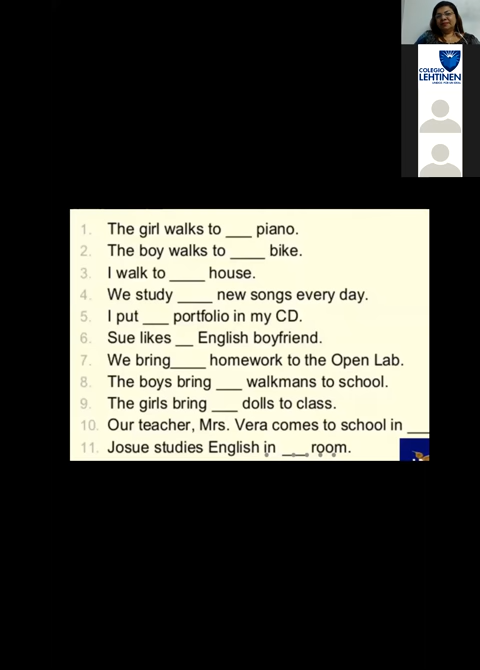 COLEGIO
LEHTINEN
1. The girl walks to ___ piano.
2. The boy walks to ____ bike.
3. I walk to ____ house.
4. We study ____ new songs every day.
5. I put ___ portfolio in my CD.
6. Sue likes __ English boyfriend.
7. We bring____ homework to the Open Lab.
8. The boys bring ___ walkmans to school.
9. The girls bring ___ dolls to class.
10. Our teacher, Mrs. Vera comes to school in __
11. Josue studies English in ___ room.